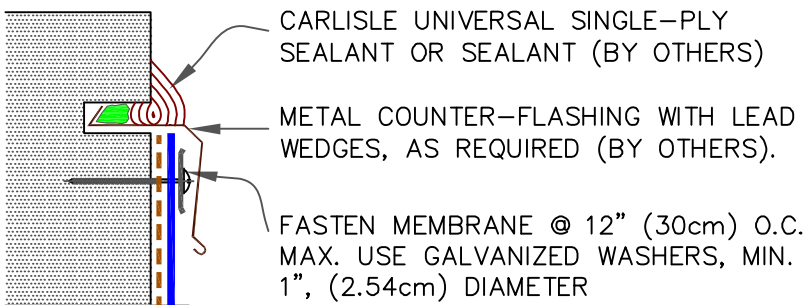 CARLISLE UNIVERSAL SINGLE-PLY
SEALANT OR SEALANT (BY OTHERS)
METAL COUNTER-FLASHING WITH LEAD
WEDGES, AS REQUIRED (BY OTHERS).
FASTEN MEMBRANE @ 12" (30cm) O.C.
MAX. USE GALVANIZED WASHERS, MIN.
1", (2.54cm) DIAMETER